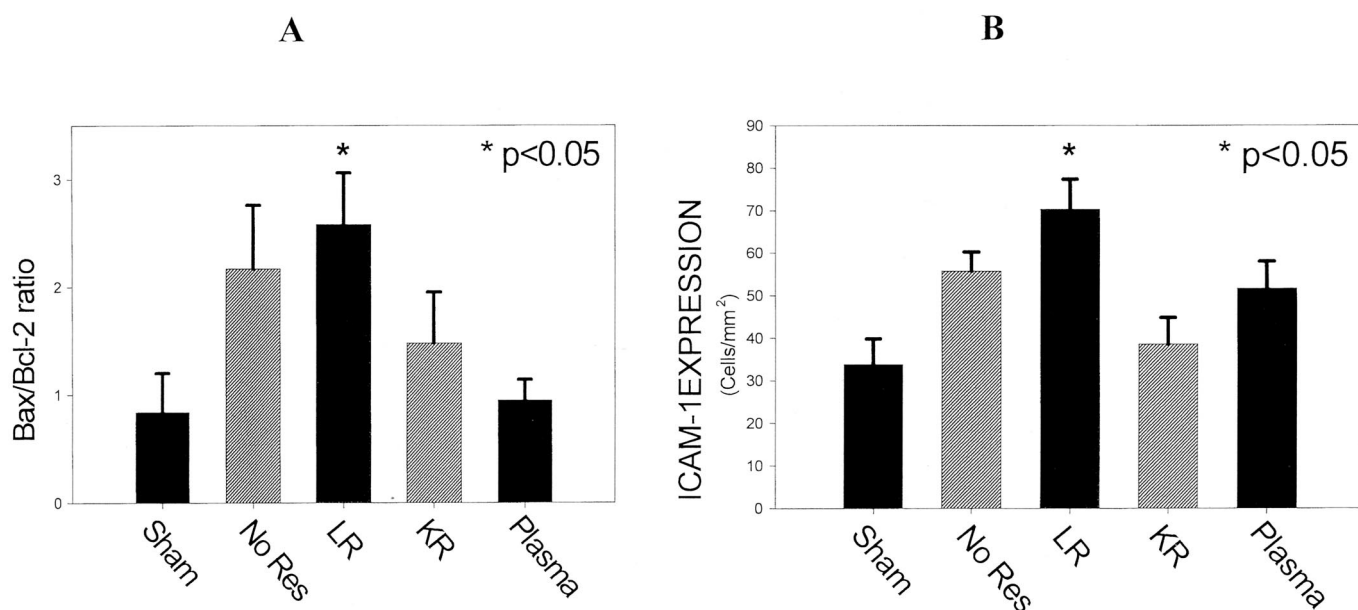 A
Bax/Bcl-2 ratio
3
2
1
0
*
* p<0.05
Sham
No Res
LR
KR
Plasma
B
ICAM-1EXPRESSION
(Cells/mm²)
90
80
70
60
50
40
30
20
10
0
*
* p<0.05
Sham
No Res
LR
KR
Plasma